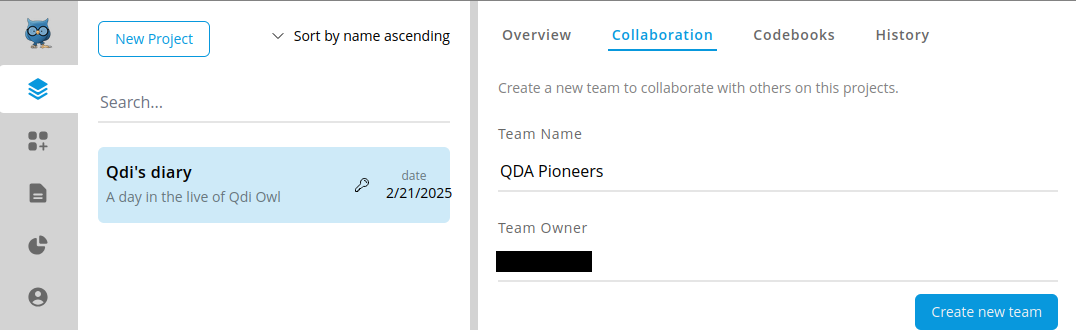 New Project
Sort by name ascending
Search...
Qdi's diary
A day in the live of Qdi Owl
date
2/21/2025
Overview
Collaboration
Codebooks
History
Create a new team to collaborate with others on this projects.
Team Name
QDA Pioneers
Team Owner
Create new team